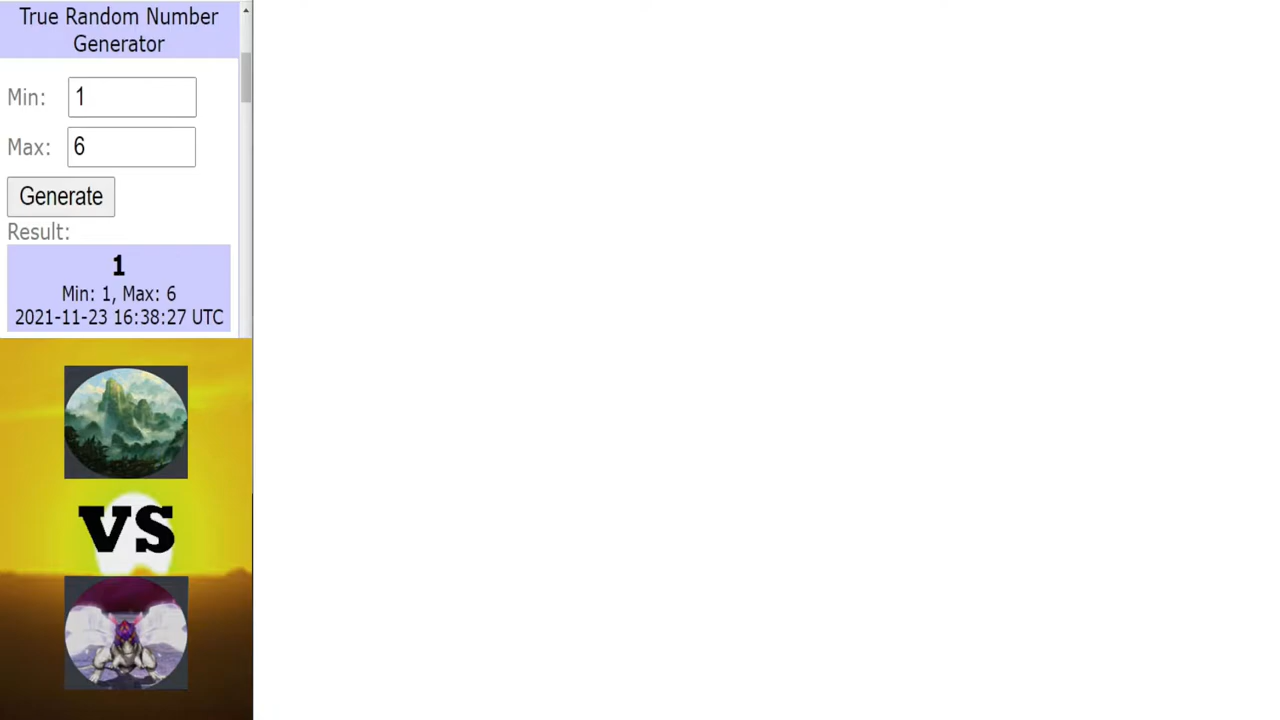 True Random Number
Generator
Min: 1
Max: 6
Generate
Result:
1
Min: 1, Max: 6
2021-11-23 16:38:27 UTC
VS